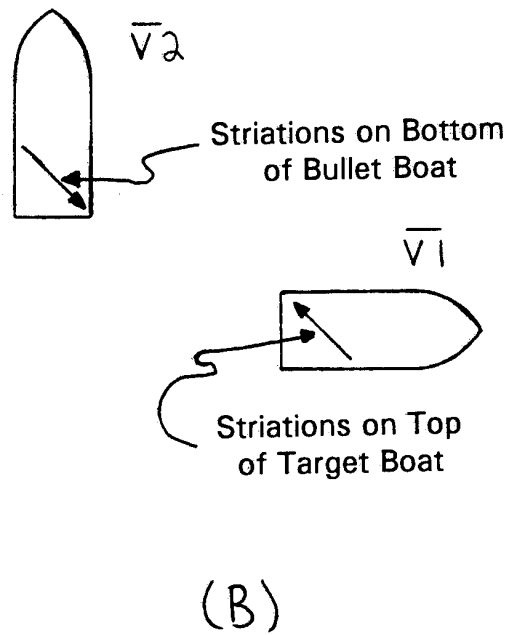 V̅2
Striations on Bottom
of Bullet Boat
V̅1
Striations on Top
of Target Boat
(B)